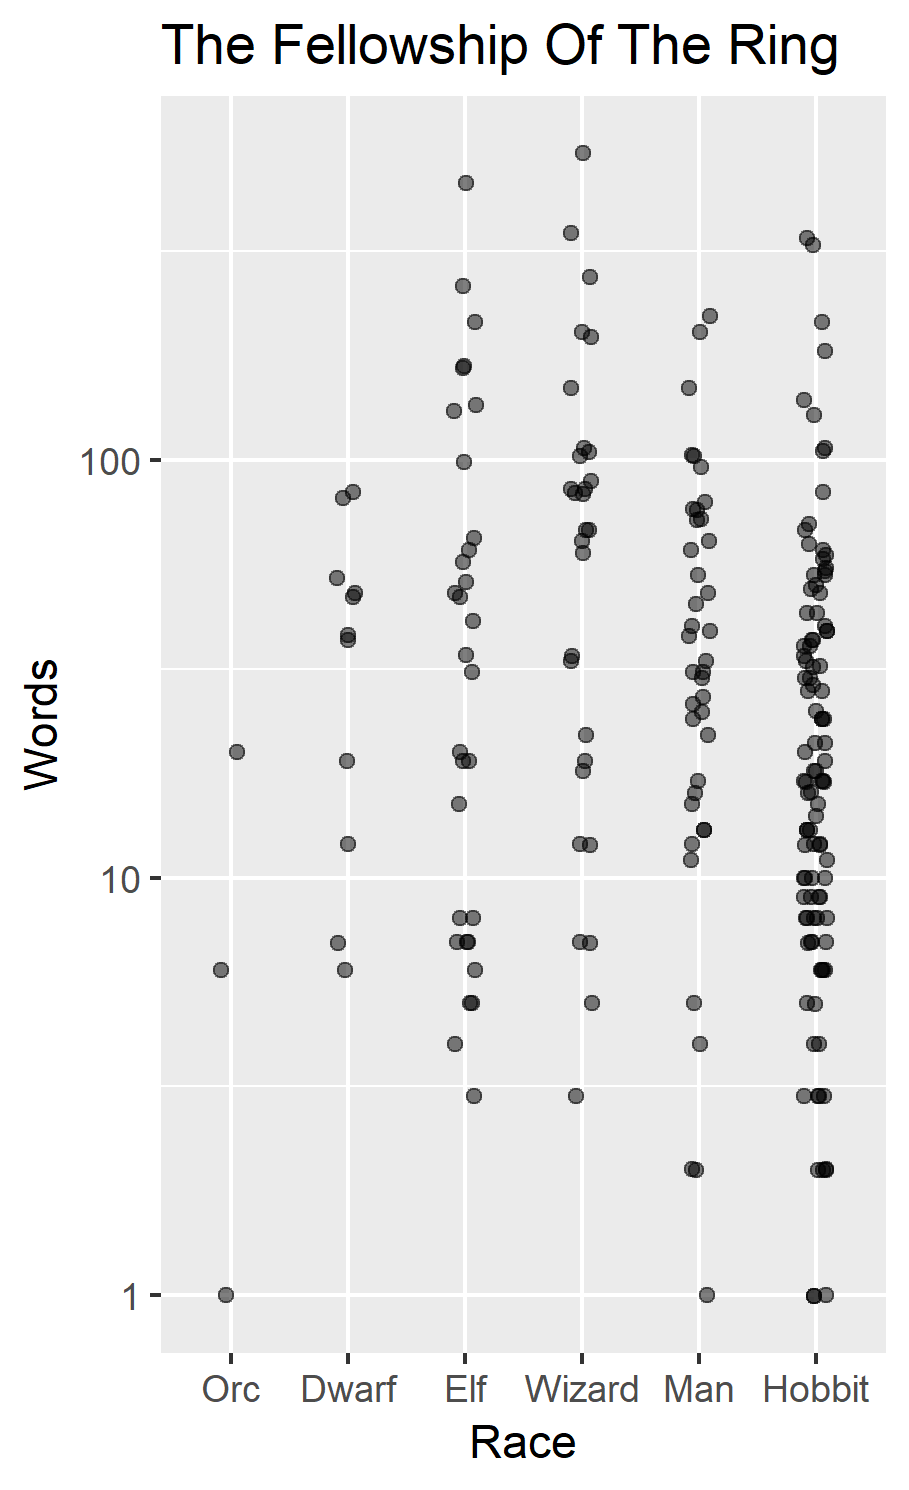 The Fellowship Of The Ring
Words
100
10
1
Orc Dwarf Elf Wizard Man Hobbit
Race